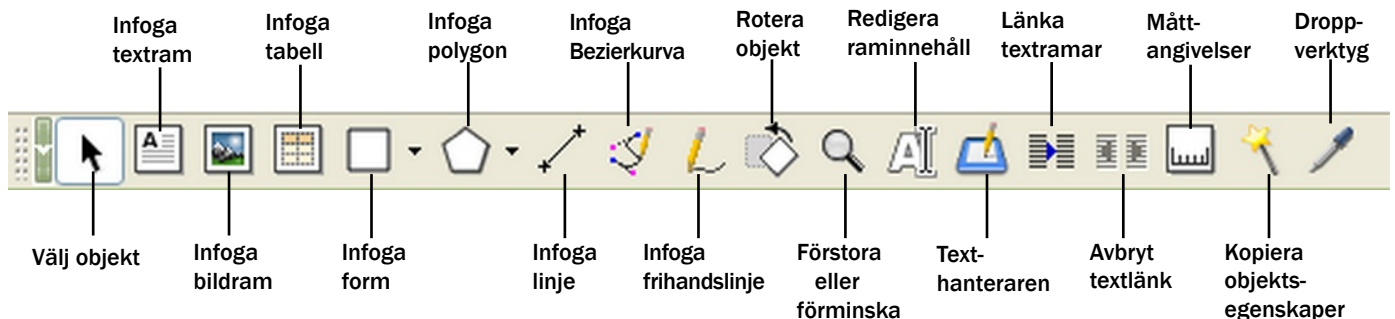 Infoga
textram
Infoga
tabell
Infoga
polygon
Infoga
Bezierkurva
Rotera
objekt
Redigera
raminnehåll
Länka
textramar
Mått-
angivelser
Dropp-
verktyg
A
A
Välj objekt
Infoga
bildram
Infoga
form
Infoga
linje
Infoga
frihandslinje
Förstora
eller
förminska
Text-
hanteraren
Avbryt
textlänk
Kopiera
objekts-
egenskaper